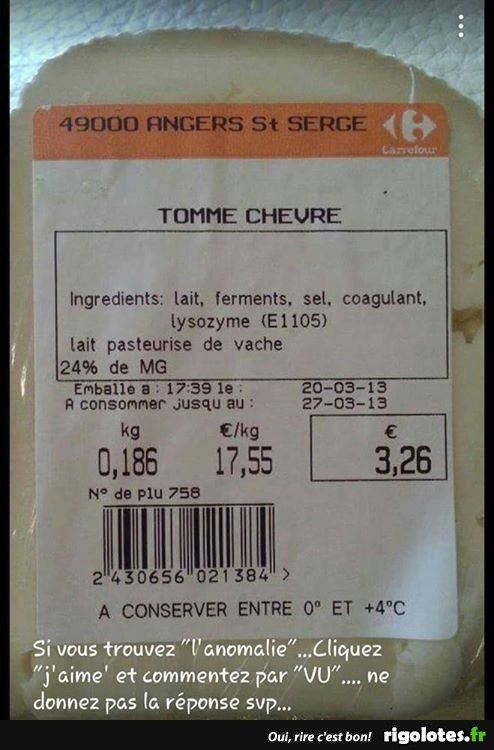 49000 ANGERS St SERGE
Carrefour
TOMME CHEVRE
Ingredients: lait, ferments, sel, coagulant,
lysozyme (E1105)
lait pasteurise de vache
24% de MG
Emballe a : 17:39 le : 20-03-13
A consommer jusqu au : 27-03-13
kg €/kg €
0,186 17,55 3,26
N° de plu 758
2 430656 021384 >
A CONSERVER ENTRE 0° ET +4°C
Si vous trouvez "l'anomalie"...Cliquez
"j'aime' et commentez par "VU".... ne
donnez pas la réponse svp...
Oui, rire c'est bon! rigolotes.fr